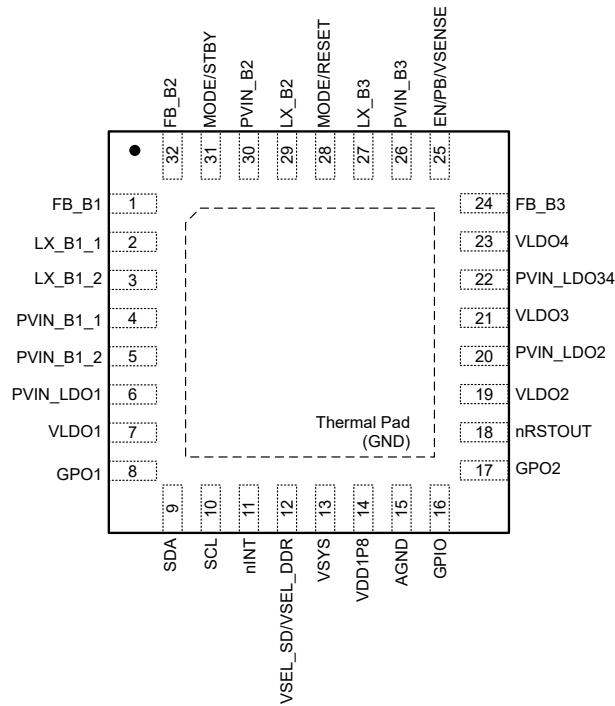 FB_B2
MODE/STBY
PVIN_B2
LX_B2
MODE/RESET
LX_B3
PVIN_B3
EN/PB/VSENSE
32
31
30
29
28
27
26
25
FB_B1 1
LX_B1_1 2
LX_B1_2 3
PVIN_B1_1 4
PVIN_B1_2 5
PVIN_LDO1 6
VLDO1 7
GPO1 8
24 FB_B3
23 VLDO4
22 PVIN_LDO34
21 VLDO3
20 PVIN_LDO2
19 VLDO2
18 nRSTOUT
17 GPO2
Thermal Pad
(GND)
9
10
11
12
13
14
15
16
SDA
SCL
nINT
VSEL_SD/VSEL_DDR
VSYS
VDD1P8
AGND
GPIO